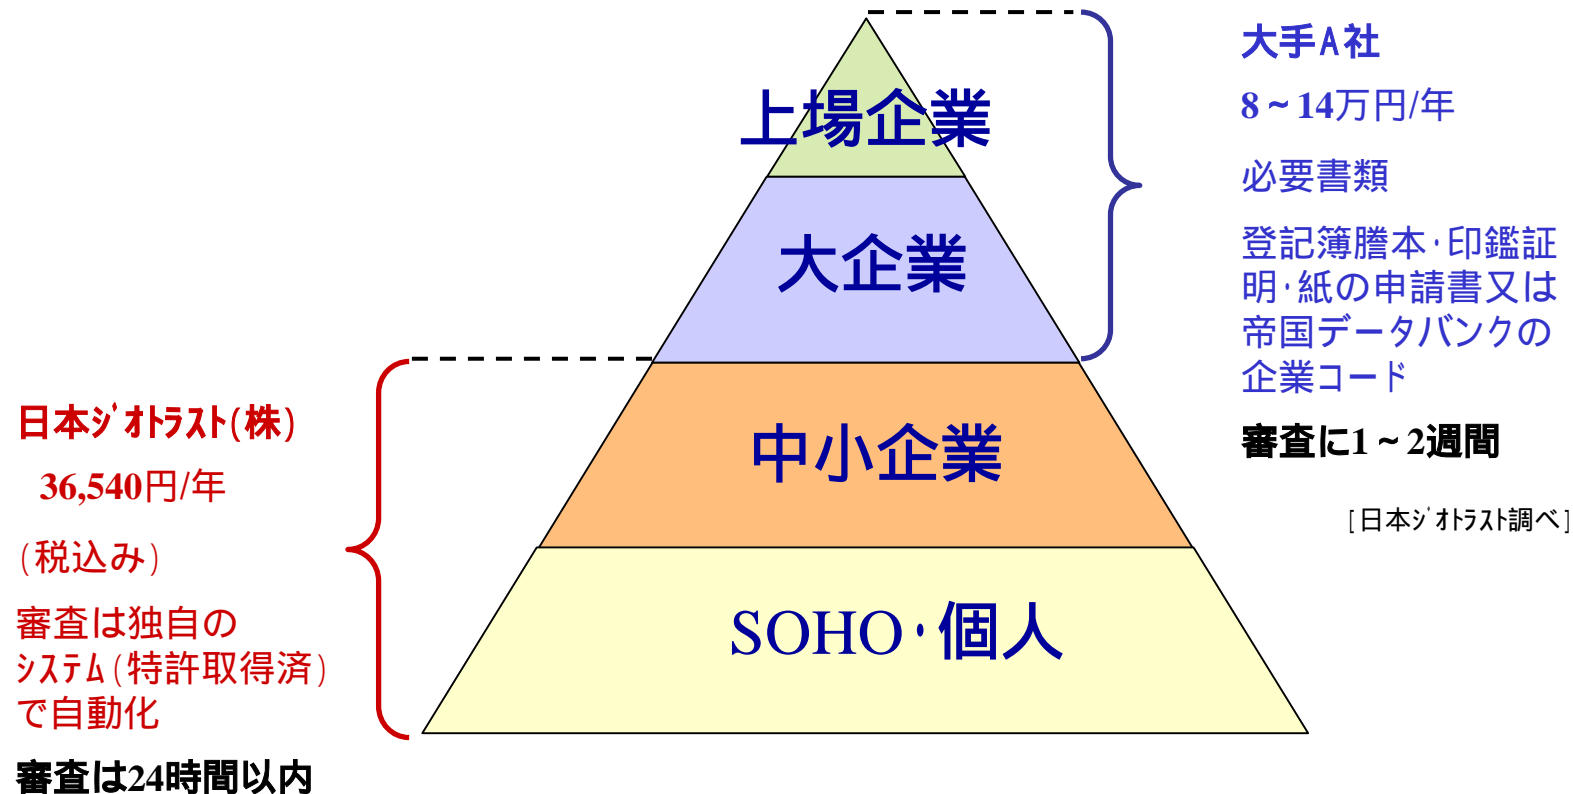 上場企業
大企業
中小企業
SOHO・個人
大手A社
8～14万円/年
必要書類
登記簿謄本・印鑑証
明・紙の申請書又は
帝国データバンクの
企業コード
審査に1～2週間
[日本ｼﾞｵﾄﾗｽﾄ調べ]
日本ｼﾞｵﾄﾗｽﾄ(株)
36,540円/年
(税込み)
審査は独自の
ｼｽﾃﾑ(特許取得済)
で自動化
審査は24時間以内